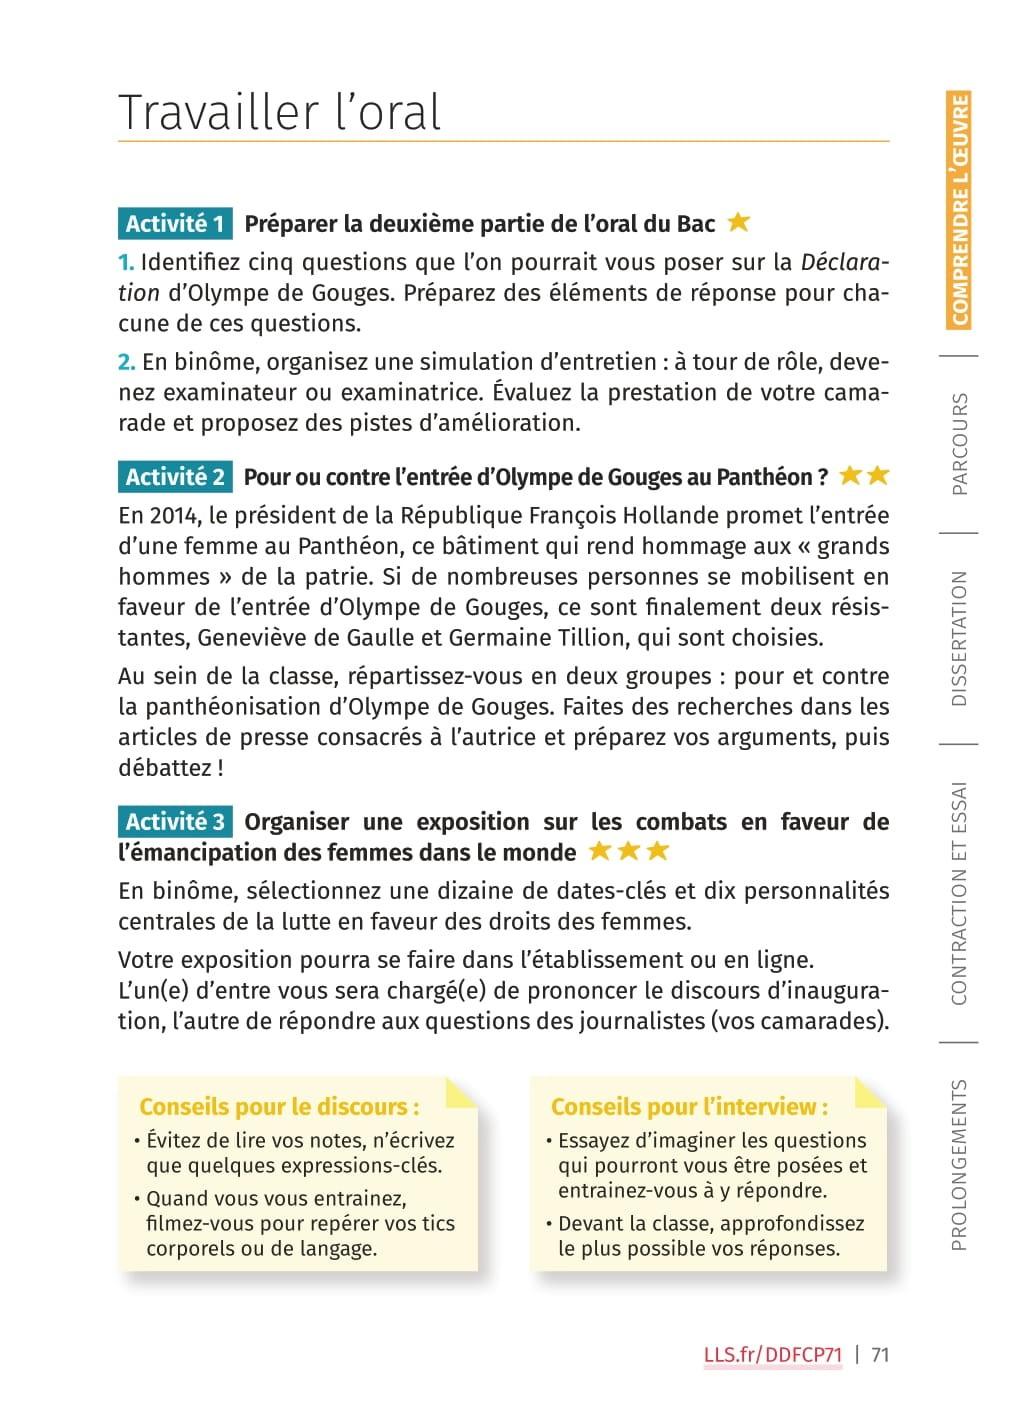 Travailler l’oral
Activité 1 Préparer la deuxième partie de l’oral du Bac
1. Identifiez cinq questions que l’on pourrait vous poser sur la Déclara-
tion d’Olympe de Gouges. Préparez des éléments de réponse pour cha-
cune de ces questions.
2. En binôme, organisez une simulation d’entretien : à tour de rôle, deve-
nez examinateur ou examinatrice. Évaluez la prestation de votre cama-
rade et proposez des pistes d’amélioration.
Activité 2 Pour ou contre l’entrée d’Olympe de Gouges au Panthéon ?
En 2014, le président de la République François Hollande promet l’entrée
d’une femme au Panthéon, ce bâtiment qui rend hommage aux « grands
hommes » de la patrie. Si de nombreuses personnes se mobilisent en
faveur de l’entrée d’Olympe de Gouges, ce sont finalement deux résis-
tantes, Geneviève de Gaulle et Germaine Tillion, qui sont choisies.
Au sein de la classe, répartissez-vous en deux groupes : pour et contre
la panthéonisation d’Olympe de Gouges. Faites des recherches dans les
articles de presse consacrés à l’autrice et préparez vos arguments, puis
débattez !
Activité 3 Organiser une exposition sur les combats en faveur de
l’émancipation des femmes dans le monde
En binôme, sélectionnez une dizaine de dates-clés et dix personnalités
centrales de la lutte en faveur des droits des femmes.
Votre exposition pourra se faire dans l’établissement ou en ligne.
L’un(e) d’entre vous sera chargé(e) de prononcer le discours d’inaugura-
tion, l’autre de répondre aux questions des journalistes (vos camarades).
Conseils pour le discours :
• Évitez de lire vos notes, n’écrivez
que quelques expressions-clés.
• Quand vous vous entrainez,
filmez-vous pour repérer vos tics
corporels ou de langage.
Conseils pour l’interview :
• Essayez d’imaginer les questions
qui pourront vous être posées et
entrainez-vous à y répondre.
• Devant la classe, approfondissez
le plus possible vos réponses.
COMPRENDRE L’ŒUVRE
PARCOURS
DISSERTATION
CONTRACTION ET ESSAI
PROLONGEMENTS
LLS.fr/DDFCP71 | 71